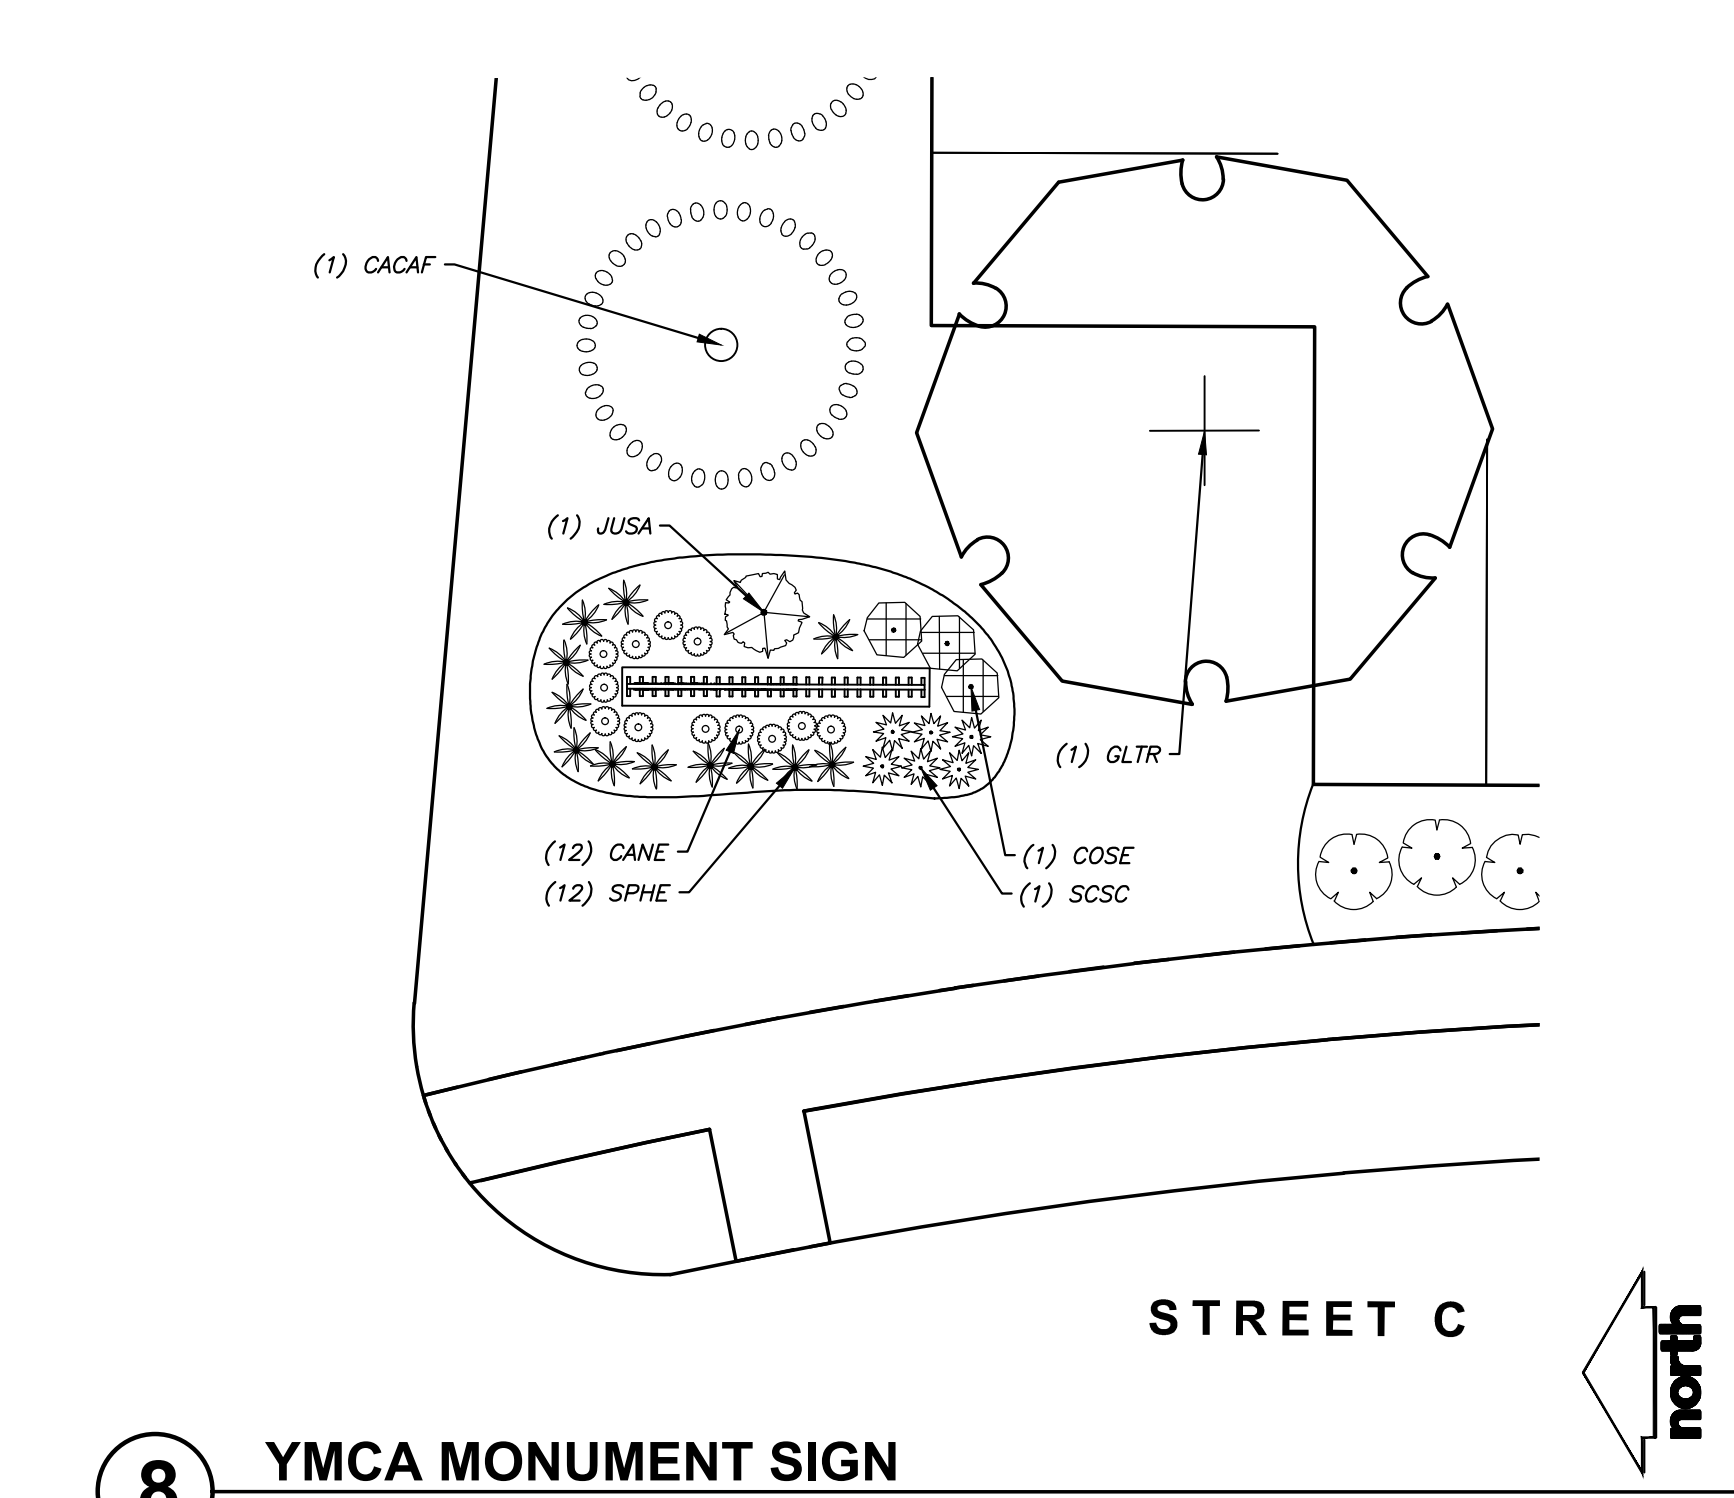 (1) CACAF
(1) JUSA
(1) GLTR
(12) CANE
(1) COSE
(12) SPHE
(1) SCSC
STREET C
north
8
YMCA MONUMENT SIGN